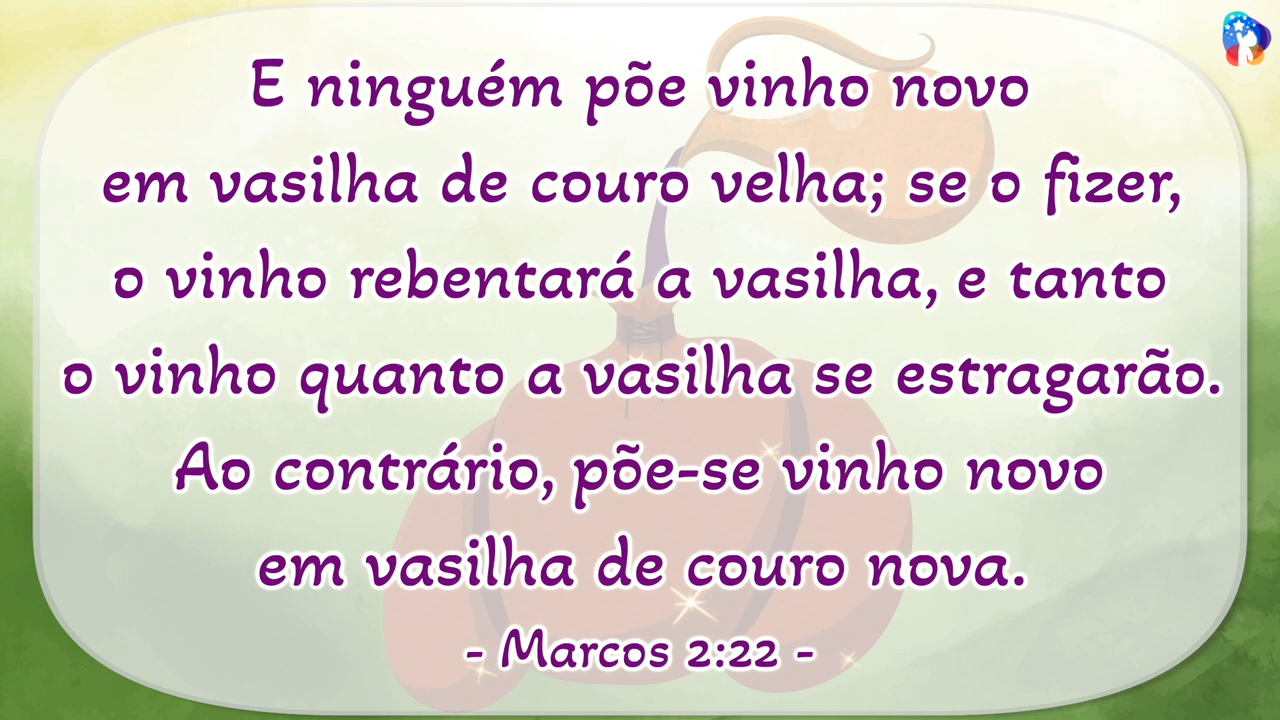 E ninguém põe vinho novo
em vasilha de couro velha; se o fizer,
o vinho rebentará a vasilha, e tanto
o vinho quanto a vasilha se estragarão.
Ao contrário, põe-se vinho novo
em vasilha de couro nova.
- Marcos 2:22 -